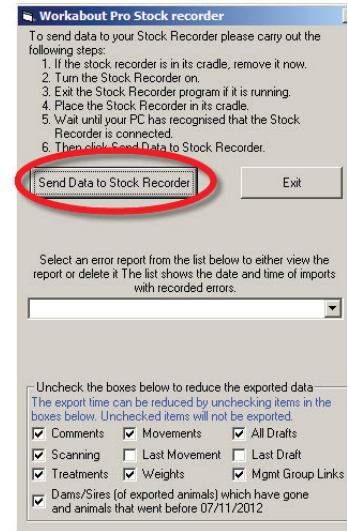 Workabout Pro Stock recorder
To send data to your Stock Recorder please carry out the
following steps:
1. If the stock recorder is in its cradle, remove it now.
2. Turn the Stock Recorder on.
3. Exit the Stock Recorder program if it is running.
4. Place the Stock Recorder in its cradle.
5. Wait until your PC has recognised that the Stock
Recorder is connected.
6. Then click Send Data to Stock Recorder.
Send Data to Stock Recorder Exit
Select an error report from the list below to either view the
report or delete it The list shows the date and time of imports
with recorded errors.
Uncheck the boxes below to reduce the exported data
The export time can be reduced by unchecking items in the
boxes below. Unchecked items will not be exported.
Comments Movements All Drafts
Scanning Last Movement Last Draft
Treatments Weights Mgmt Group Links
Dams/Sires (of exported animals) which have gone
and animals that went before 07/11/2012